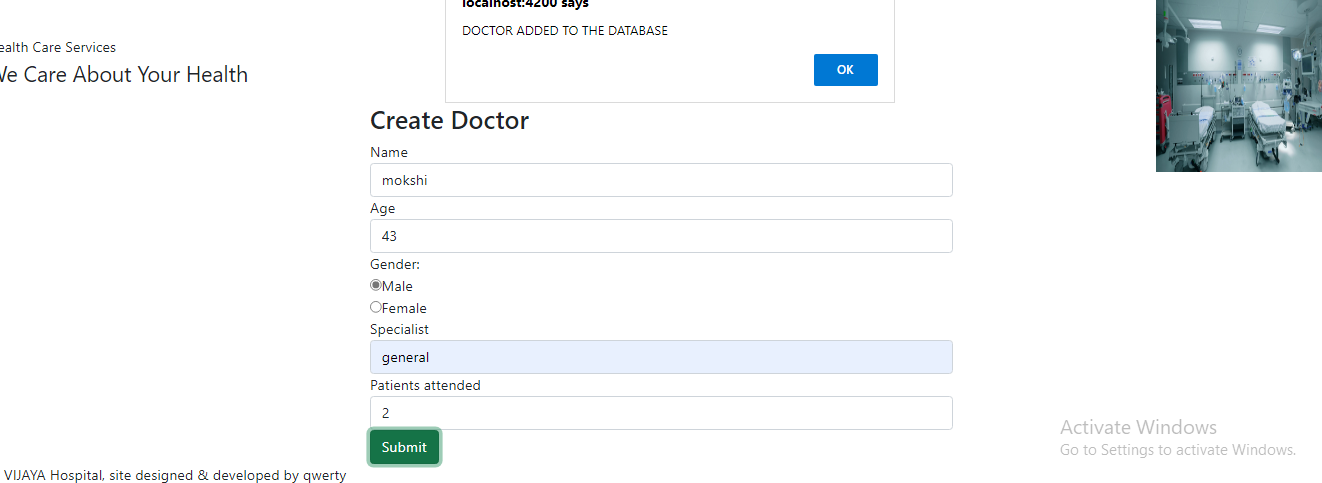 localhost:4200 says
DOCTOR ADDED TO THE DATABASE
OK
ealth Care Services
We Care About Your Health
Create Doctor
Name
mokshi
Age
43
Gender:
Male
Female
Specialist
general
Patients attended
2
Submit
Activate Windows
Go to Settings to activate Windows.
VIJAYA Hospital, site designed & developed by qwerty